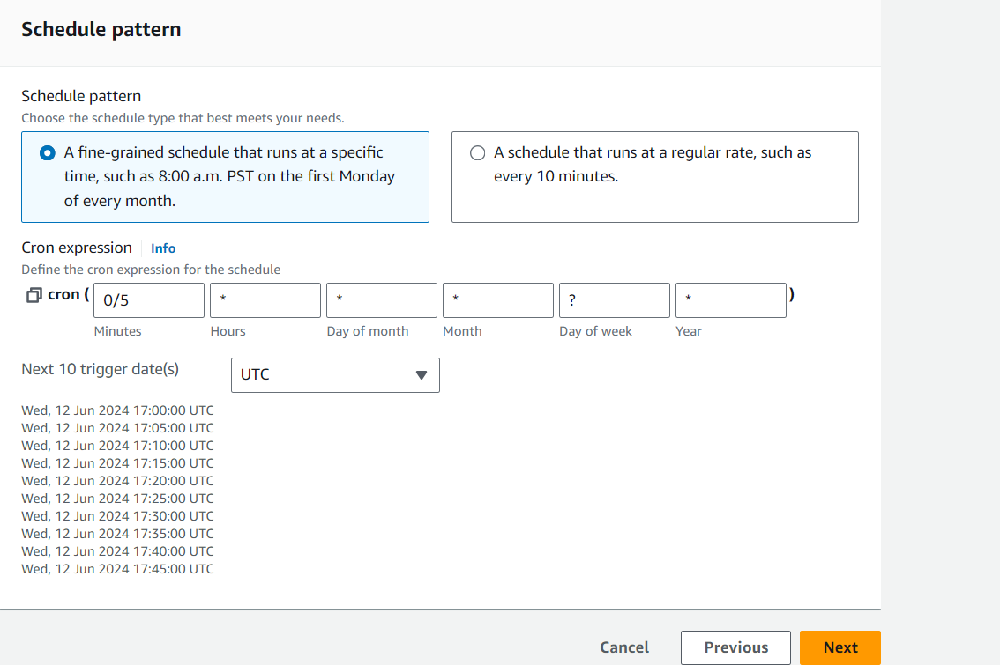 Schedule pattern
Schedule pattern
Choose the schedule type that best meets your needs.
A fine-grained schedule that runs at a specific
time, such as 8:00 a.m. PST on the first Monday
of every month.
A schedule that runs at a regular rate, such as
every 10 minutes.
Cron expression Info
Define the cron expression for the schedule
cron ( 0/5 * * * ? * )
Minutes Hours Day of month Month Day of week Year
Next 10 trigger date(s) UTC
Wed, 12 Jun 2024 17:00:00 UTC
Wed, 12 Jun 2024 17:05:00 UTC
Wed, 12 Jun 2024 17:10:00 UTC
Wed, 12 Jun 2024 17:15:00 UTC
Wed, 12 Jun 2024 17:20:00 UTC
Wed, 12 Jun 2024 17:25:00 UTC
Wed, 12 Jun 2024 17:30:00 UTC
Wed, 12 Jun 2024 17:35:00 UTC
Wed, 12 Jun 2024 17:40:00 UTC
Wed, 12 Jun 2024 17:45:00 UTC
Cancel Previous Next